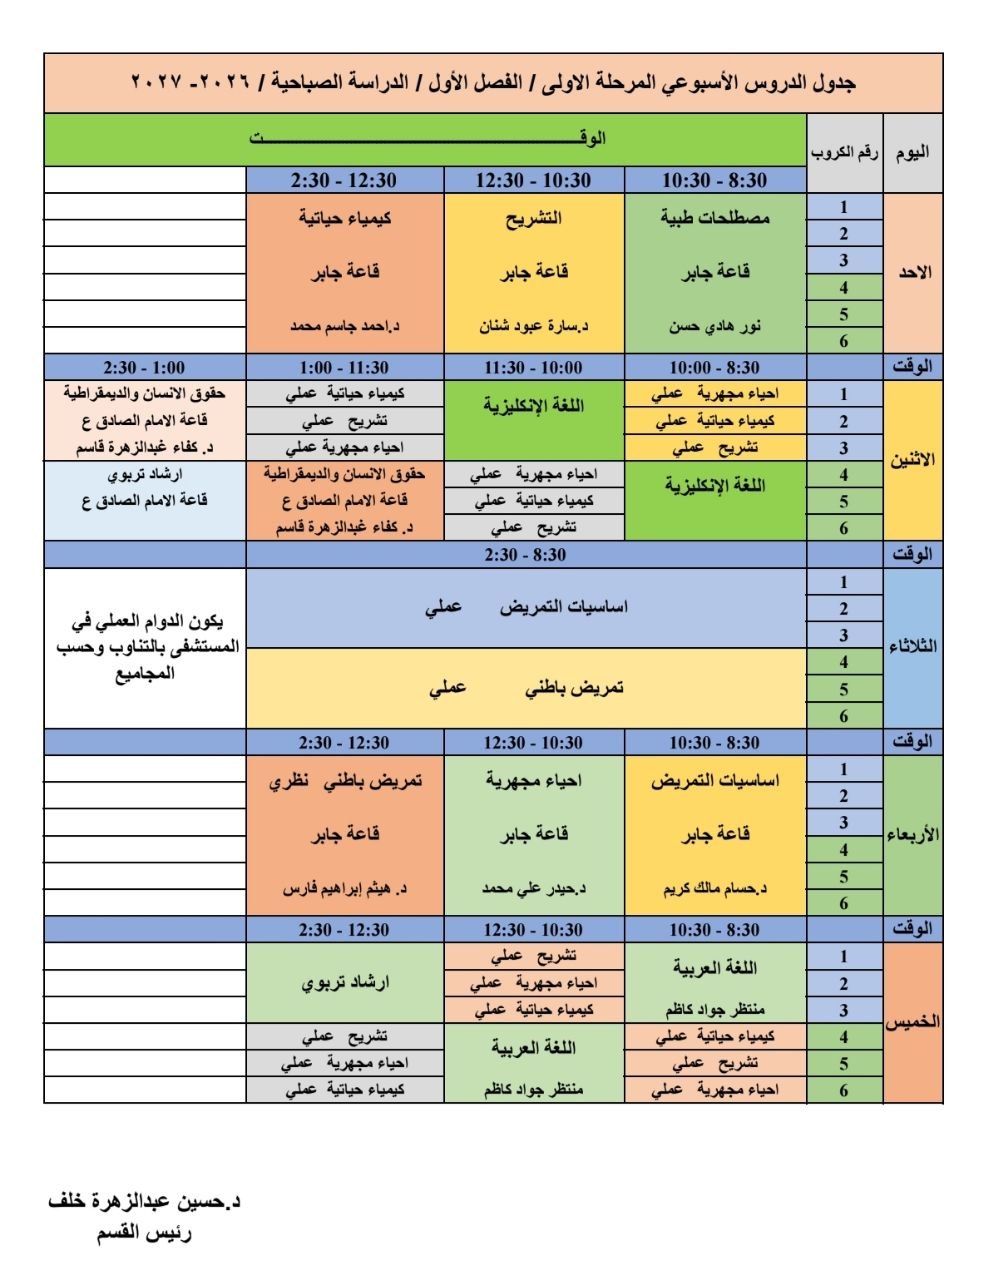 جدول الدروس الأسبوعي المرحلة الاولى / الفصل الأول / الدراسة الصباحية / ٢٠٢٦- ٢٠٢٧
اليوم رقم الكروب الوقـــــــــت
8:30 - 10:30 10:30 - 12:30 12:30 - 2:30
الاحد
1
2
3
4
5
6
مصطلحات طبية
قاعة جابر
نور هادي حسن
التشريح
قاعة جابر
د.سارة عبود شنان
كيمياء حياتية
قاعة جابر
د.احمد جاسم محمد
الوقت 8:30 - 10:00 10:00 - 11:30 11:30 - 1:00 1:00 - 2:30
الاثنين
1
2
3
4
5
6
احياء مجهرية عملي
كيمياء حياتية عملي
تشريح عملي
اللغة الإنكليزية
اللغة الإنكليزية
احياء مجهرية عملي
كيمياء حياتية عملي
تشريح عملي
كيمياء حياتية عملي
تشريح عملي
احياء مجهرية عملي
حقوق الانسان والديمقراطية
قاعة الامام الصادق ع
د. كفاء عبدالزهرة قاسم
حقوق الانسان والديمقراطية
قاعة الامام الصادق ع
د. كفاء غبدالزهرة قاسم
ارشاد تربوي
قاعة الامام الصادق ع
الوقت 8:30 - 2:30
الثلاثاء
1
2
3
4
5
6
اساسيات التمريض عملي
تمريض باطني عملي
يكون الدوام العملي في
المستشفى بالتناوب وحسب
المجاميع
الوقت 8:30 - 10:30 10:30 - 12:30 12:30 - 2:30
الأربعاء
1
2
3
4
5
6
اساسيات التمريض
قاعة جابر
د.حسام مالك كريم
احياء مجهرية
قاعة جابر
د.حيدر علي محمد
تمريض باطني نظري
قاعة جابر
د. هيثم إبراهيم فارس
الوقت 8:30 - 10:30 10:30 - 12:30 12:30 - 2:30
الخميس
1
2
3
4
5
6
اللغة العربية
منتظر جواد كاظم
كيمياء حياتية عملي
تشريح عملي
احياء مجهرية عملي
تشريح عملي
احياء مجهرية عملي
كيمياء حياتية عملي
اللغة العربية
منتظر جواد كاظم
ارشاد تربوي
تشريح عملي
احياء مجهرية عملي
كيمياء حياتية عملي
د.حسين عبدالزهرة خلف
رئيس القسم